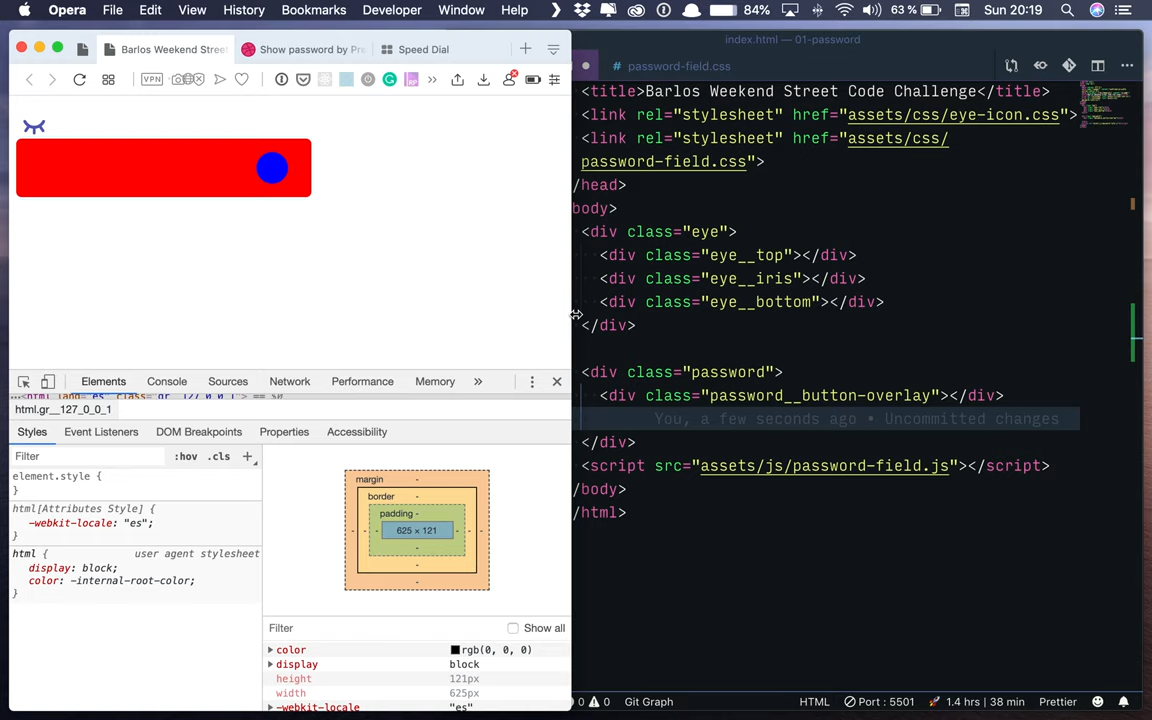 Opera File Edit View History Bookmarks Developer Window Help 84% 63 % Sun 20:19
Barlos Weekend Stree Show password by Pre Speed Dial
VPN
index.html — 01-password
# password-field.css
<title>Barlos Weekend Street Code Challenge</title>
<link rel="stylesheet" href="assets/css/eye-icon.css">
<link rel="stylesheet" href="assets/css/
password-field.css">
/head>
body>
<div class="eye">
<div class="eye__top"></div>
<div class="eye__iris"></div>
<div class="eye__bottom"></div>
</div>
<div class="password">
<div class="password__button-overlay"></div>
You, a few seconds ago • Uncommitted changes
</div>
<script src="assets/js/password-field.js"></script>
/body>
/html>
Elements Console Sources Network Performance Memory »
html.gr__127_0_0_1
Styles Event Listeners DOM Breakpoints Properties Accessibility
Filter :hov .cls +
element.style {
}
html[Attributes Style] {
-webkit-locale: "es";
}
html { user agent stylesheet
display: block;
color: -internal-root-color;
}
margin -
border -
padding -
625 × 121
Filter Show all
color rgb(0, 0, 0)
display block
height 121px
width 625px
-webkit-locale "es"
0 0 Git Graph HTML Port : 5501 1.4 hrs | 38 min Prettier